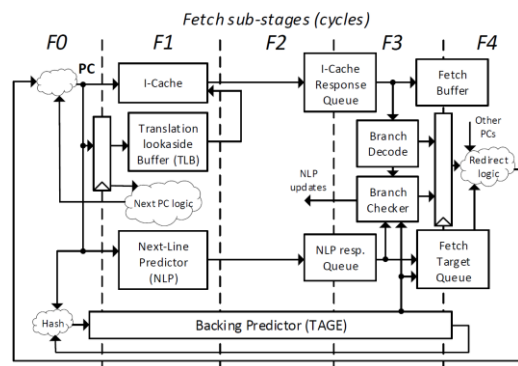 Fetch sub-stages (cycles)
F0
F1
F2
F3
F4
PC
I-Cache
I-Cache
Response
Queue
Fetch
Buffer
Translation
lookaside
Buffer (TLB)
Branch
Decode
Other
PCs
Redirect
logic
NLP
updates
Branch
Checker
Next PC logic
Next-Line
Predictor
(NLP)
NLP resp.
Queue
Fetch
Target
Queue
Hash
Backing Predictor (TAGE)